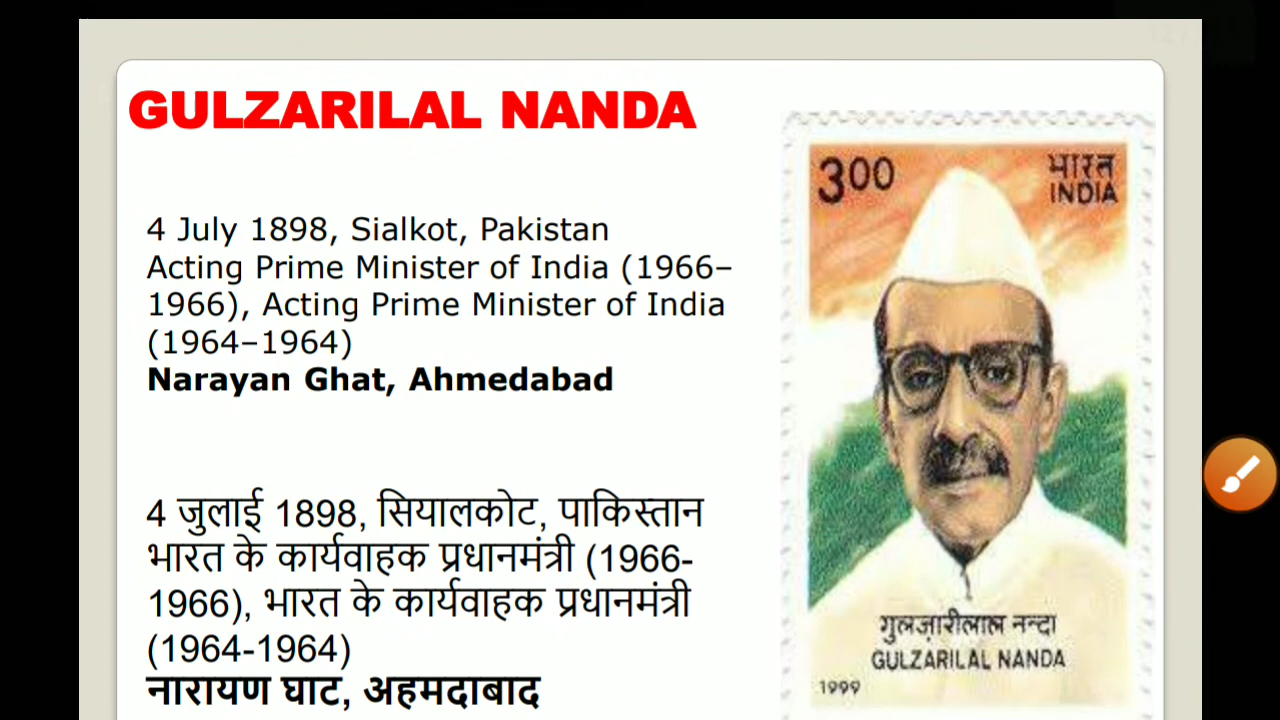 GULZARILAL NANDA
4 July 1898, Sialkot, Pakistan
Acting Prime Minister of India (1966–
1966), Acting Prime Minister of India
(1964–1964)
Narayan Ghat, Ahmedabad
4 जुलाई 1898, सियालकोट, पाकिस्तान
भारत के कार्यवाहक प्रधानमंत्री (1966-
1966), भारत के कार्यवाहक प्रधानमंत्री
(1964-1964)
नारायण घाट, अहमदाबाद
300
भारत
INDIA
गुलज़ारीलाल नन्दा
GULZARILAL NANDA
1999